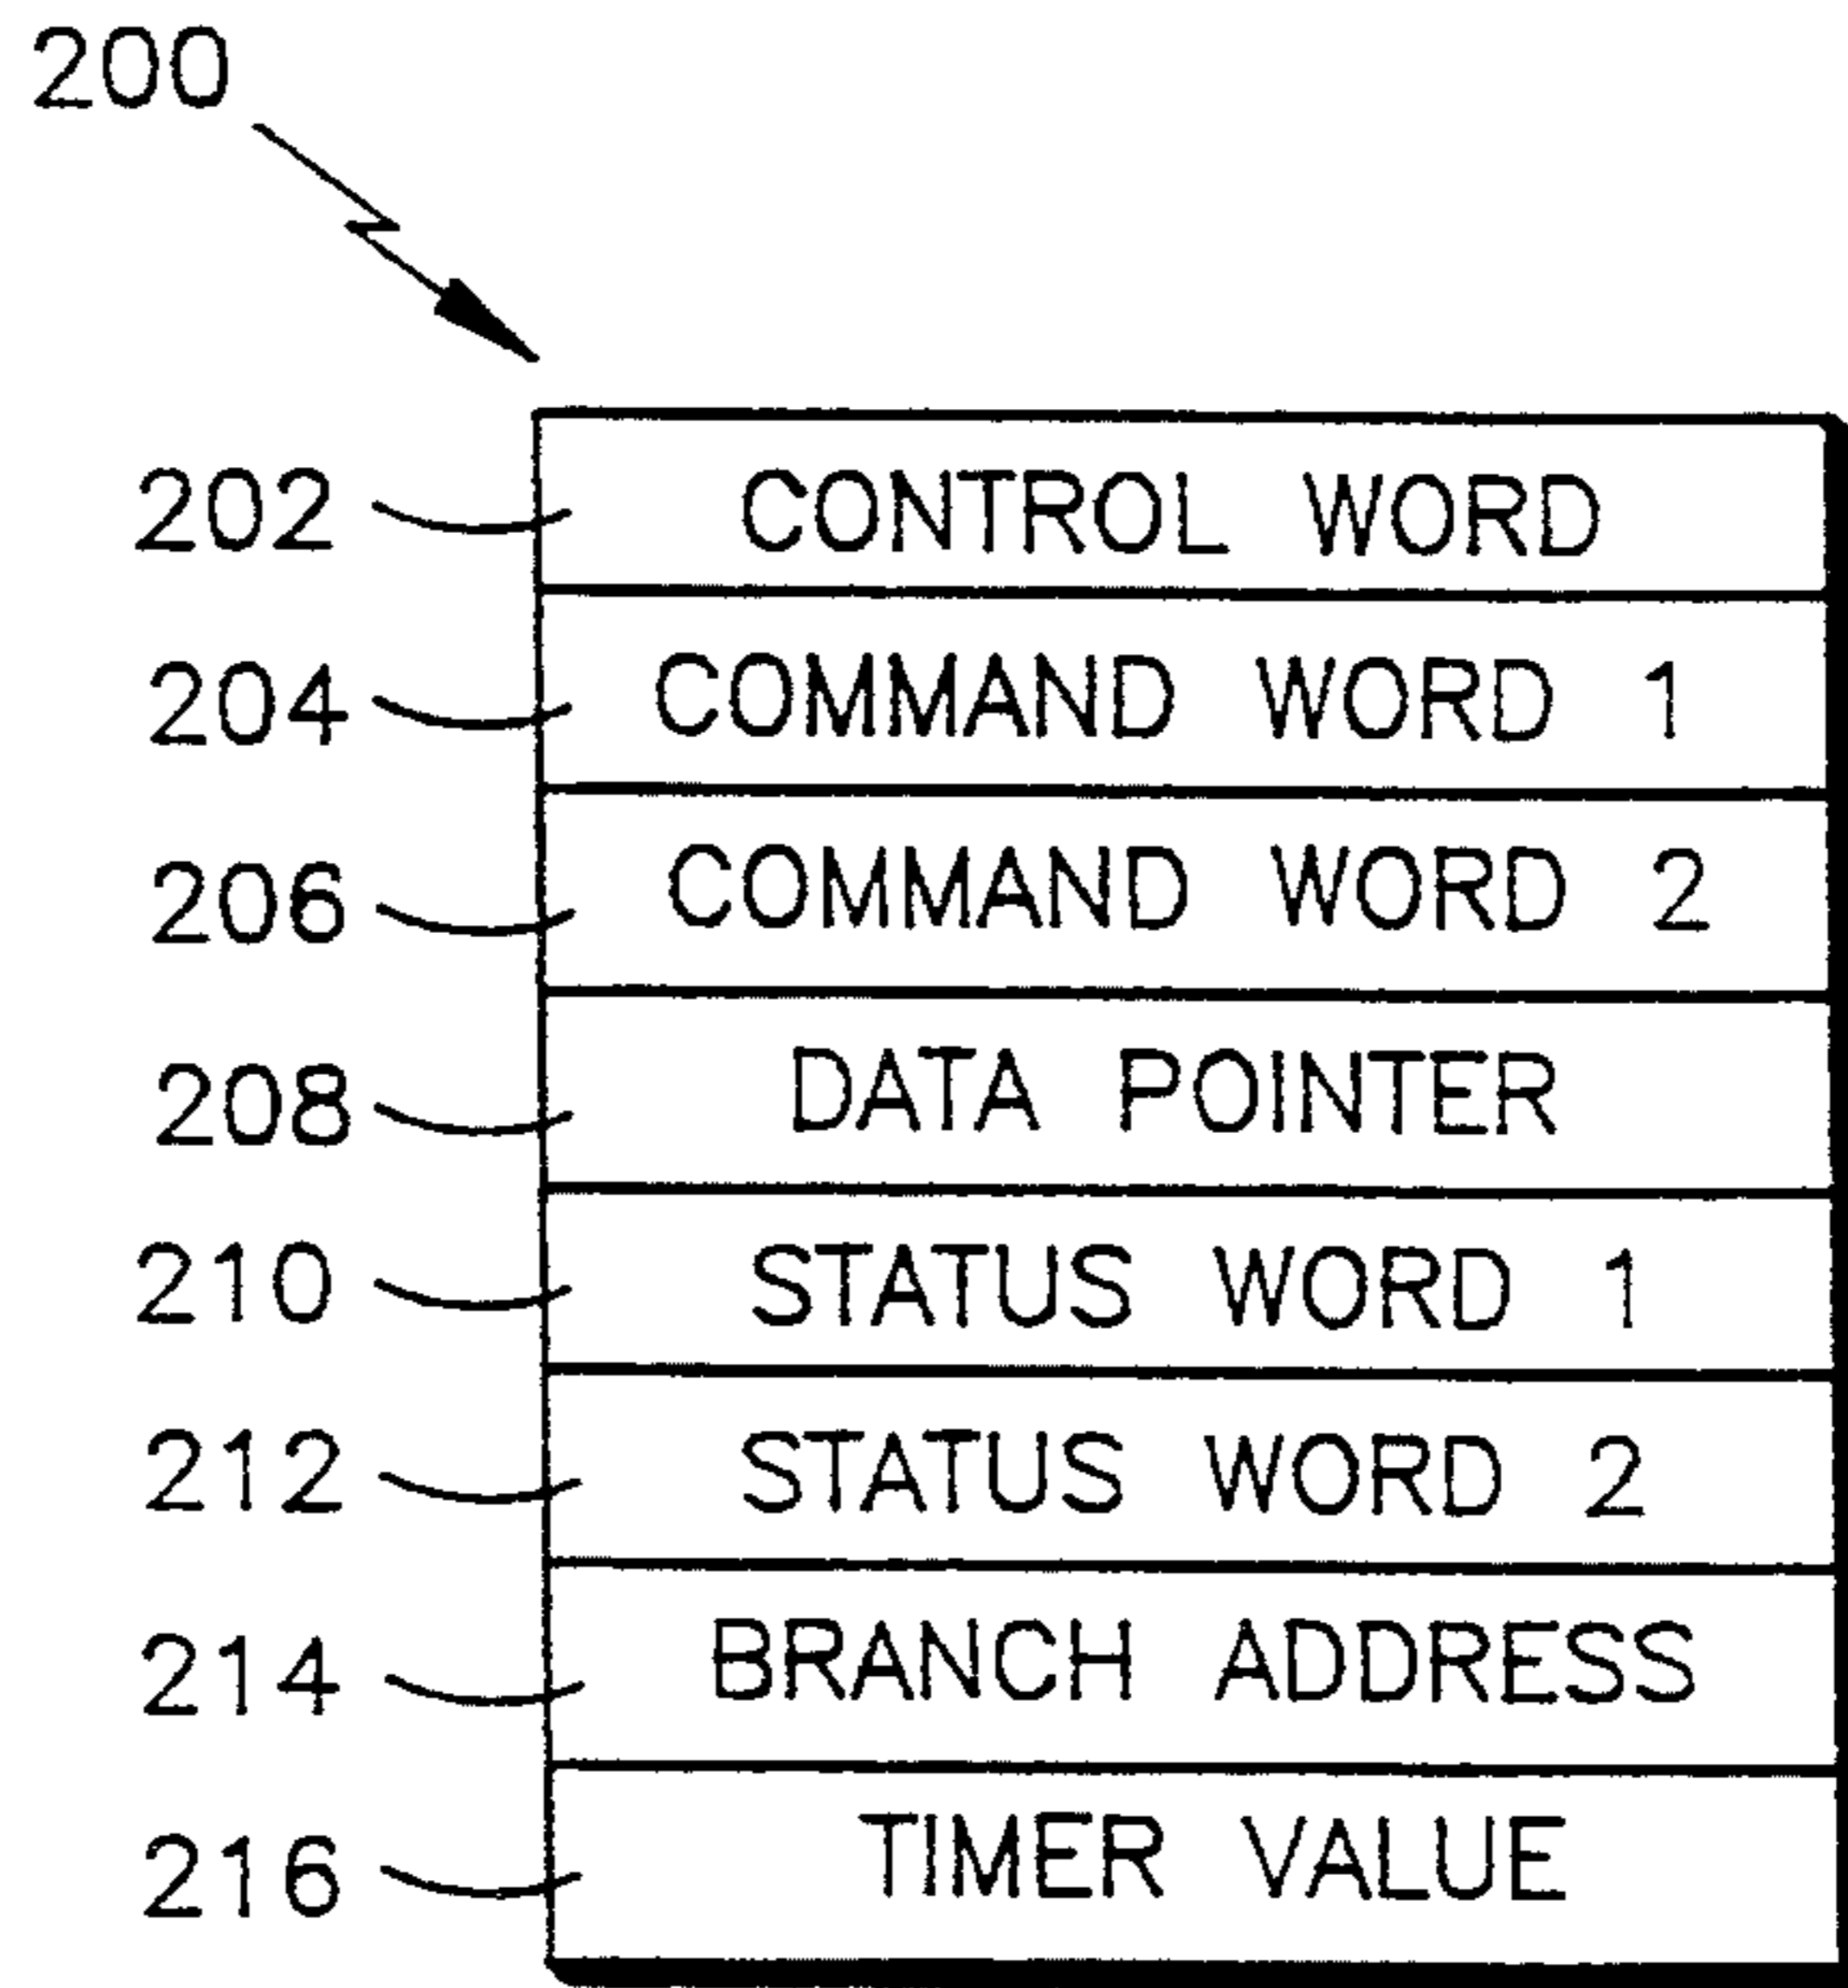 200
202 CONTROL WORD
204 COMMAND WORD 1
206 COMMAND WORD 2
208 DATA POINTER
210 STATUS WORD 1
212 STATUS WORD 2
214 BRANCH ADDRESS
216 TIMER VALUE